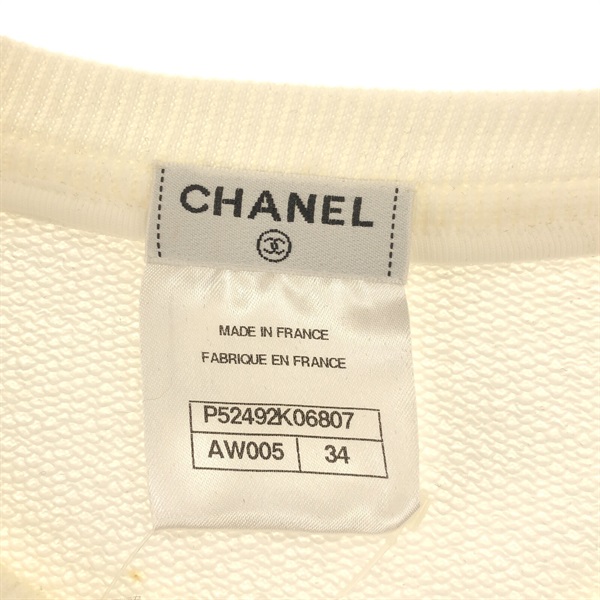 CHANEL
MADE IN FRANCE
FABRIQUE EN FRANCE
P52492K06807
AW005 34